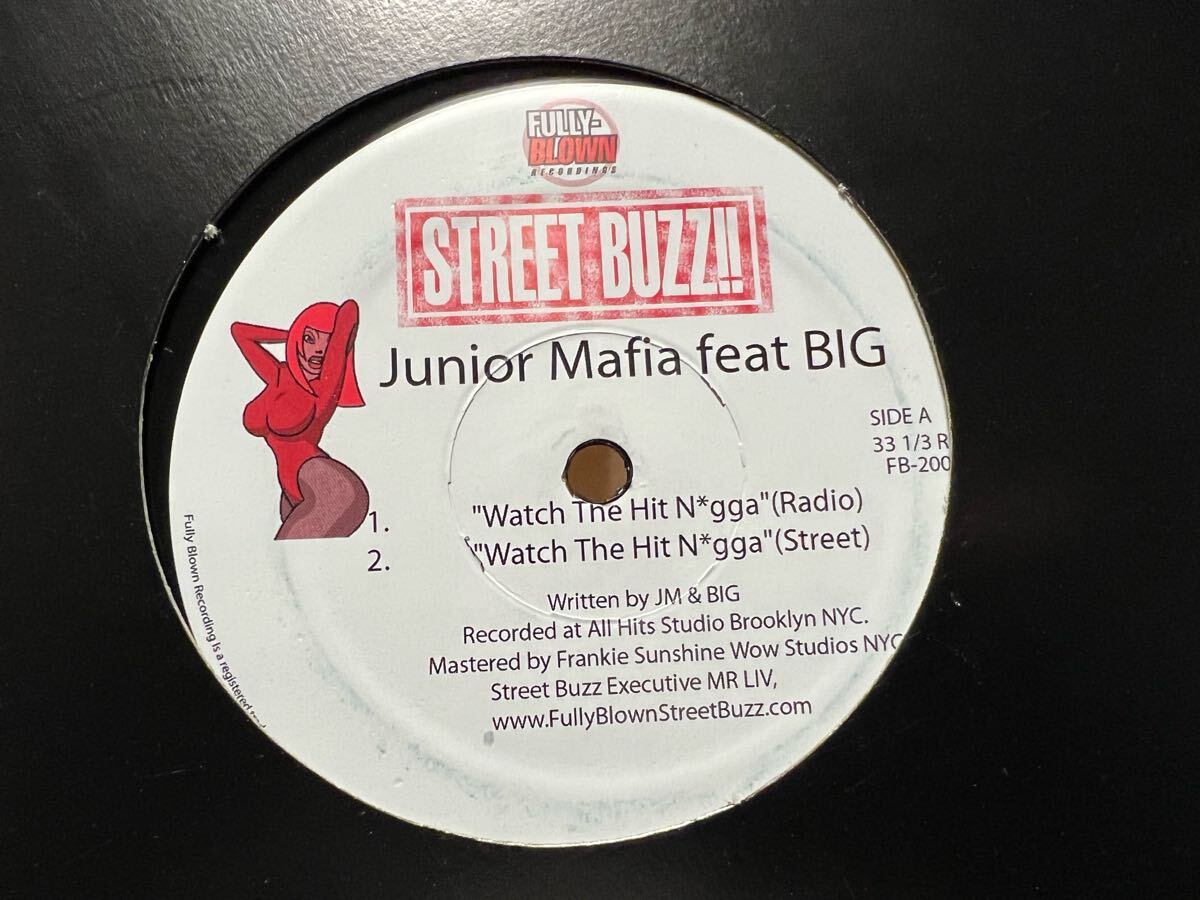 FULLY-
BLOWN
RECORDINGS
STREET BUZZ!!
Junior Mafia feat BIG
SIDE A
33 1/3 R
FB-200
1. "Watch The Hit N*gga"(Radio)
2. "Watch The Hit N*gga"(Street)
Written by JM & BIG
Recorded at All Hits Studio Brooklyn NYC.
Mastered by Frankie Sunshine Wow Studios NYC
Street Buzz Executive MR LIV,
www.FullyBlownStreetBuzz.com
Fully Blown Recording is a registered